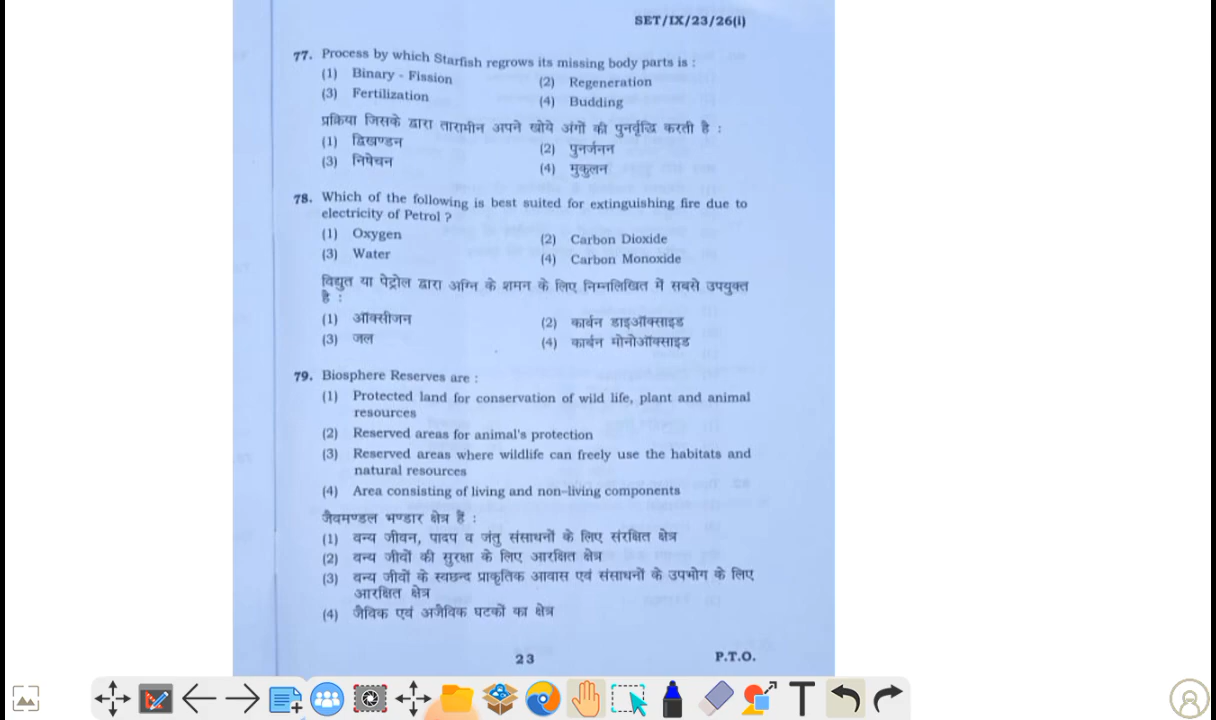 SET/IX/23/26(i)
77. Process by which Starfish regrows its missing body parts is :
(1) Binary - Fission (2) Regeneration
(3) Fertilization (4) Budding
प्रक्रिया जिसके द्वारा तारामीन अपने खोये अंगों की पुनर्वृद्धि करती है :
(1) द्विखण्डन (2) पुनर्जनन
(3) निषेचन (4) मुकुलन
78. Which of the following is best suited for extinguishing fire due to
electricity of Petrol ?
(1) Oxygen (2) Carbon Dioxide
(3) Water (4) Carbon Monoxide
विद्युत या पेट्रोल द्वारा अग्नि के शमन के लिए निम्नलिखित में सबसे उपयुक्त
है :
(1) ऑक्सीजन (2) कार्बन डाइऑक्साइड
(3) जल (4) कार्बन मोनोऑक्साइड
79. Biosphere Reserves are :
(1) Protected land for conservation of wild life, plant and animal
resources
(2) Reserved areas for animal's protection
(3) Reserved areas where wildlife can freely use the habitats and
natural resources
(4) Area consisting of living and non-living components
जैवमण्डल भण्डार क्षेत्र हैं :
(1) वन्य जीवन, पादप व जंतु संसाधनों के लिए संरक्षित क्षेत्र
(2) वन्य जीवों की सुरक्षा के लिए आरक्षित क्षेत्र
(3) वन्य जीवों के स्वछन्द प्राकृतिक आवास एवं संसाधनों के उपभोग के लिए
आरक्षित क्षेत्र
(4) जैविक एवं अजैविक घटकों का क्षेत्र
23 P.T.O.